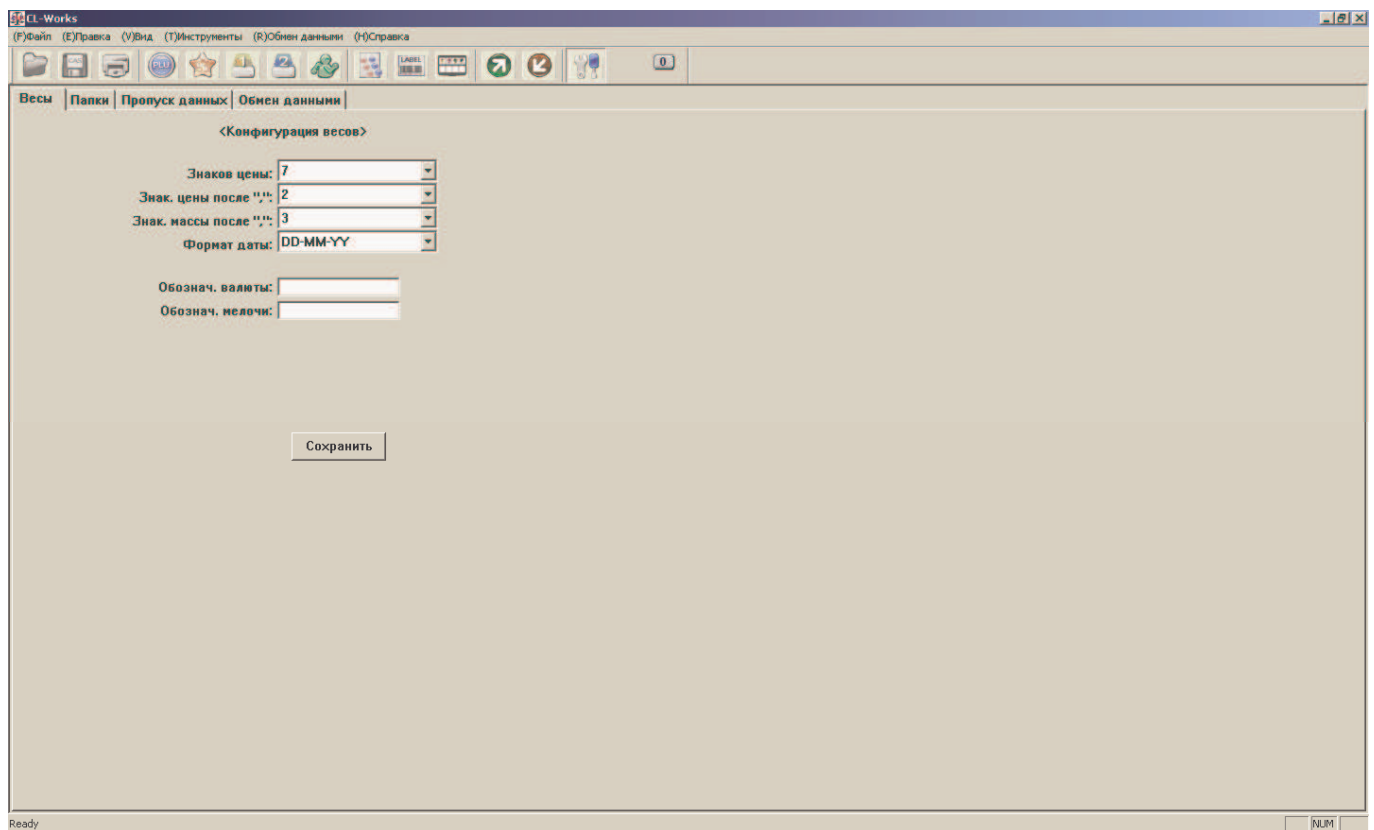 CL-Works
(F)Файл (E)Правка (V)Вид (T)Инструменты (R)Обмен данными (H)Справка
CAS PLU 2 LABEL 0
Весы Папки Пропуск данных Обмен данными
<Конфигурация весов>
Знаков цены: 7
Знак. цены после ",": 2
Знак. массы после ",": 3
Формат даты: DD-MM-YY
Обознач. валюты:
Обознач. мелочи:
Сохранить
Ready NUM